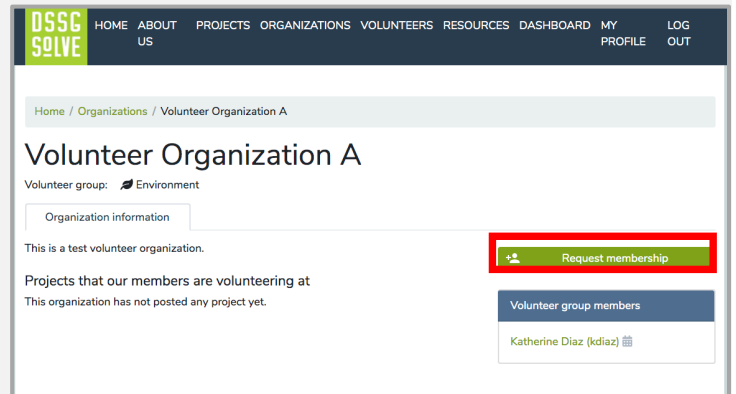 DSSG
SOLVE
HOME ABOUT US PROJECTS ORGANIZATIONS VOLUNTEERS RESOURCES DASHBOARD MY PROFILE LOG OUT
Home / Organizations / Volunteer Organization A
Volunteer Organization A
Volunteer group: Environment
Organization information
This is a test volunteer organization.
Request membership
Projects that our members are volunteering at
This organization has not posted any project yet.
Volunteer group members
Katherine Diaz (kdiaz)